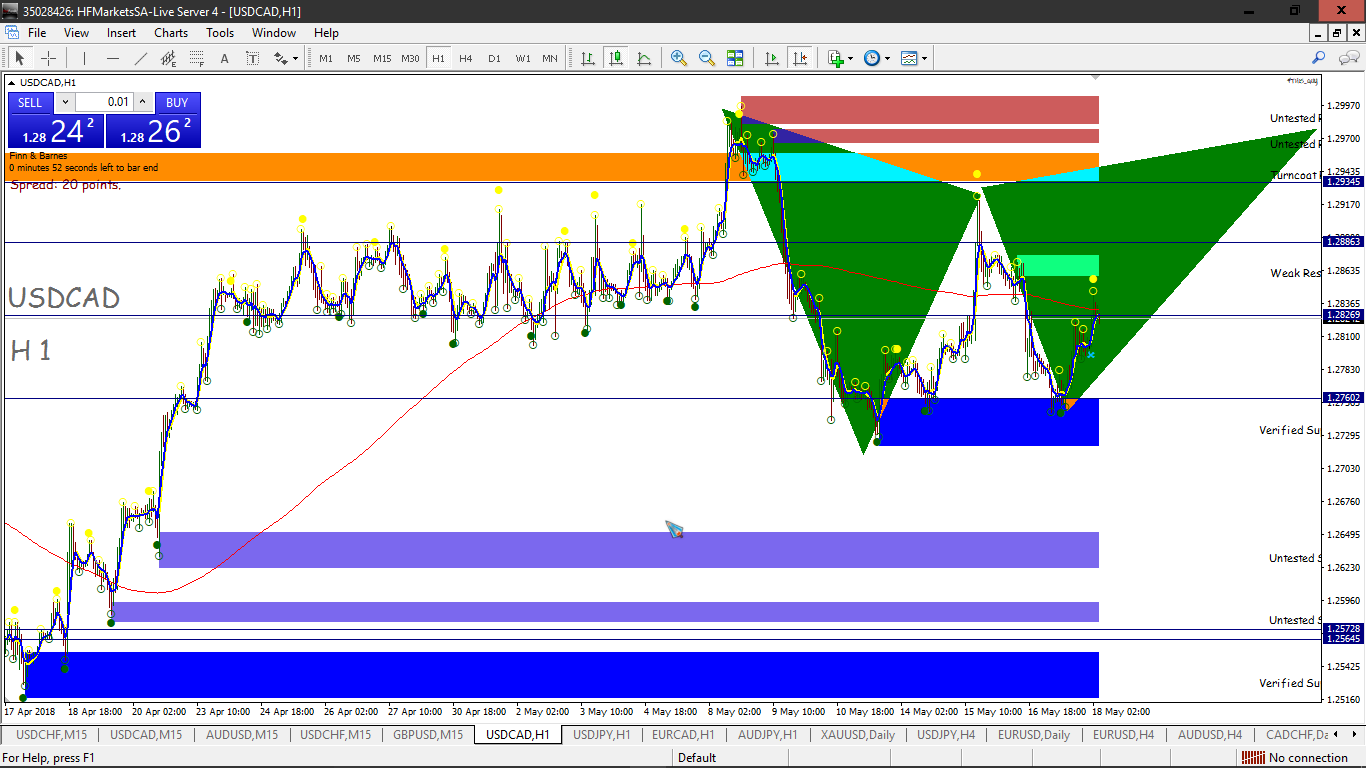 35028426: HFMarketsSA-Live Server 4 - [USDCAD,H1]
File View Insert Charts Tools Window Help
A T M1 M5 M15 M30 H1 H4 D1 W1 MN
USDCAD,H1
SELL 0.01 BUY
1.28 24 2 1.28 26 2
Finn & Barnes
0 minutes 52 seconds left to bar end
Spread: 20 points.
USDCAD
H 1
Untested
Untested
Turncoat
Weak Res
Verified Su
Untested S
Untested S
Verified Su
1.29970
1.29700
1.29435
1.29345
1.29170
1.28863
1.28635
1.28365
1.28269
1.28100
1.27830
1.27602
1.27295
1.27030
1.26760
1.26495
1.26230
1.25960
1.25728
1.25645
1.25425
1.25160
17 Apr 2018 18 Apr 18:00 20 Apr 02:00 23 Apr 10:00 24 Apr 18:00 26 Apr 02:00 27 Apr 10:00 30 Apr 18:00 2 May 02:00 3 May 10:00 4 May 18:00 8 May 02:00 9 May 10:00 10 May 18:00 14 May 02:00 15 May 10:00 16 May 18:00 18 May 02:00
USDCHF,M15 USDCAD,M15 AUDUSD,M15 USDCHF,M15 GBPUSD,M15 USDCAD,H1 USDJPY,H1 EURCAD,H1 AUDJPY,H1 XAUUSD,Daily USDJPY,H4 EURUSD,Daily EURUSD,H4 AUDUSD,H4 CADCHF,Da
For Help, press F1 Default No connection